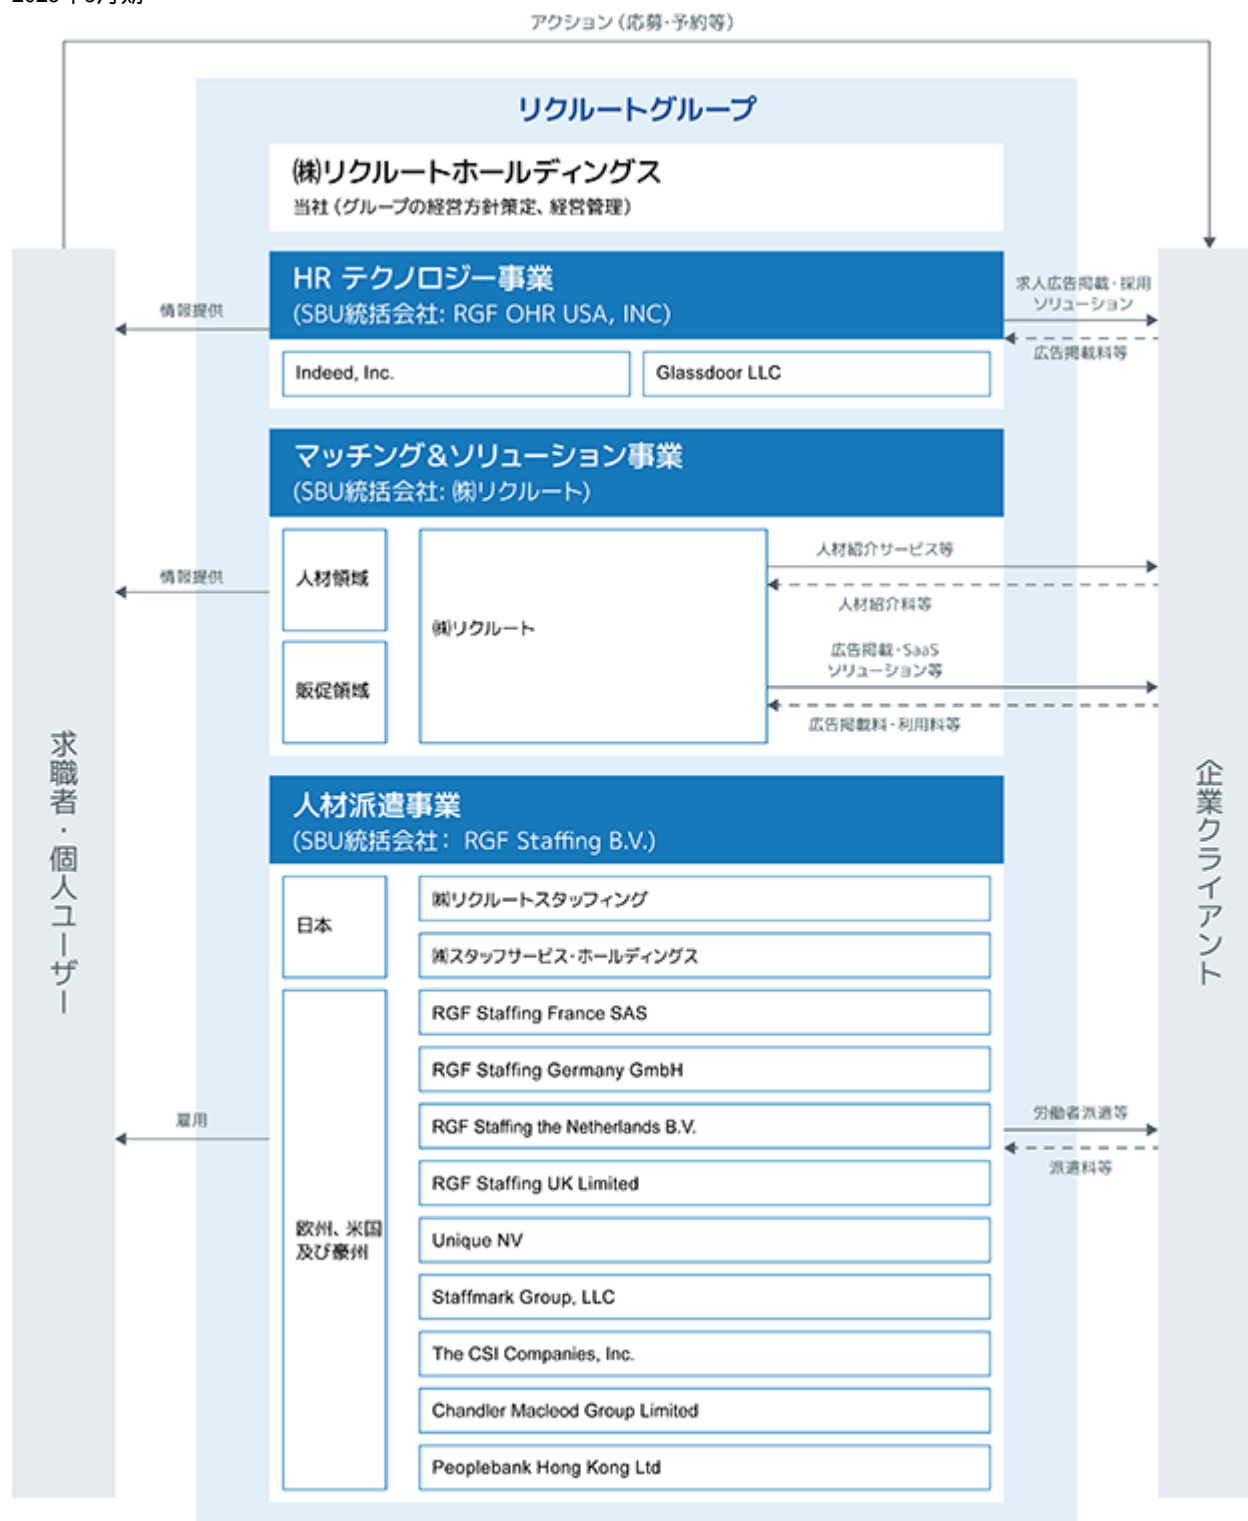 アクション（応募・予約等）
リクルートグループ
㈱リクルートホールディングス
当社（グループの経営方針策定、経営管理）
HR テクノロジー事業
(SBU統括会社: RGF OHR USA, INC)
Indeed, Inc.
Glassdoor LLC
情報提供
求人広告掲載・採用
ソリューション
広告掲載料等
マッチング＆ソリューション事業
(SBU統括会社: ㈱リクルート)
人材領域
販促領域
㈱リクルート
情報提供
人材紹介サービス等
人材紹介料等
広告掲載・SaaS
ソリューション等
広告掲載料・利用料等
求職者・個人ユーザー
企業クライアント
人材派遣事業
(SBU統括会社： RGF Staffing B.V.)
日本
㈱リクルートスタッフィング
㈱スタッフサービス・ホールディングス
欧州、米国
及び豪州
RGF Staffing France SAS
RGF Staffing Germany GmbH
RGF Staffing the Netherlands B.V.
RGF Staffing UK Limited
Unique NV
Staffmark Group, LLC
The CSI Companies, Inc.
Chandler Macleod Group Limited
Peoplebank Hong Kong Ltd
雇用
労働者派遣等
派遣料等